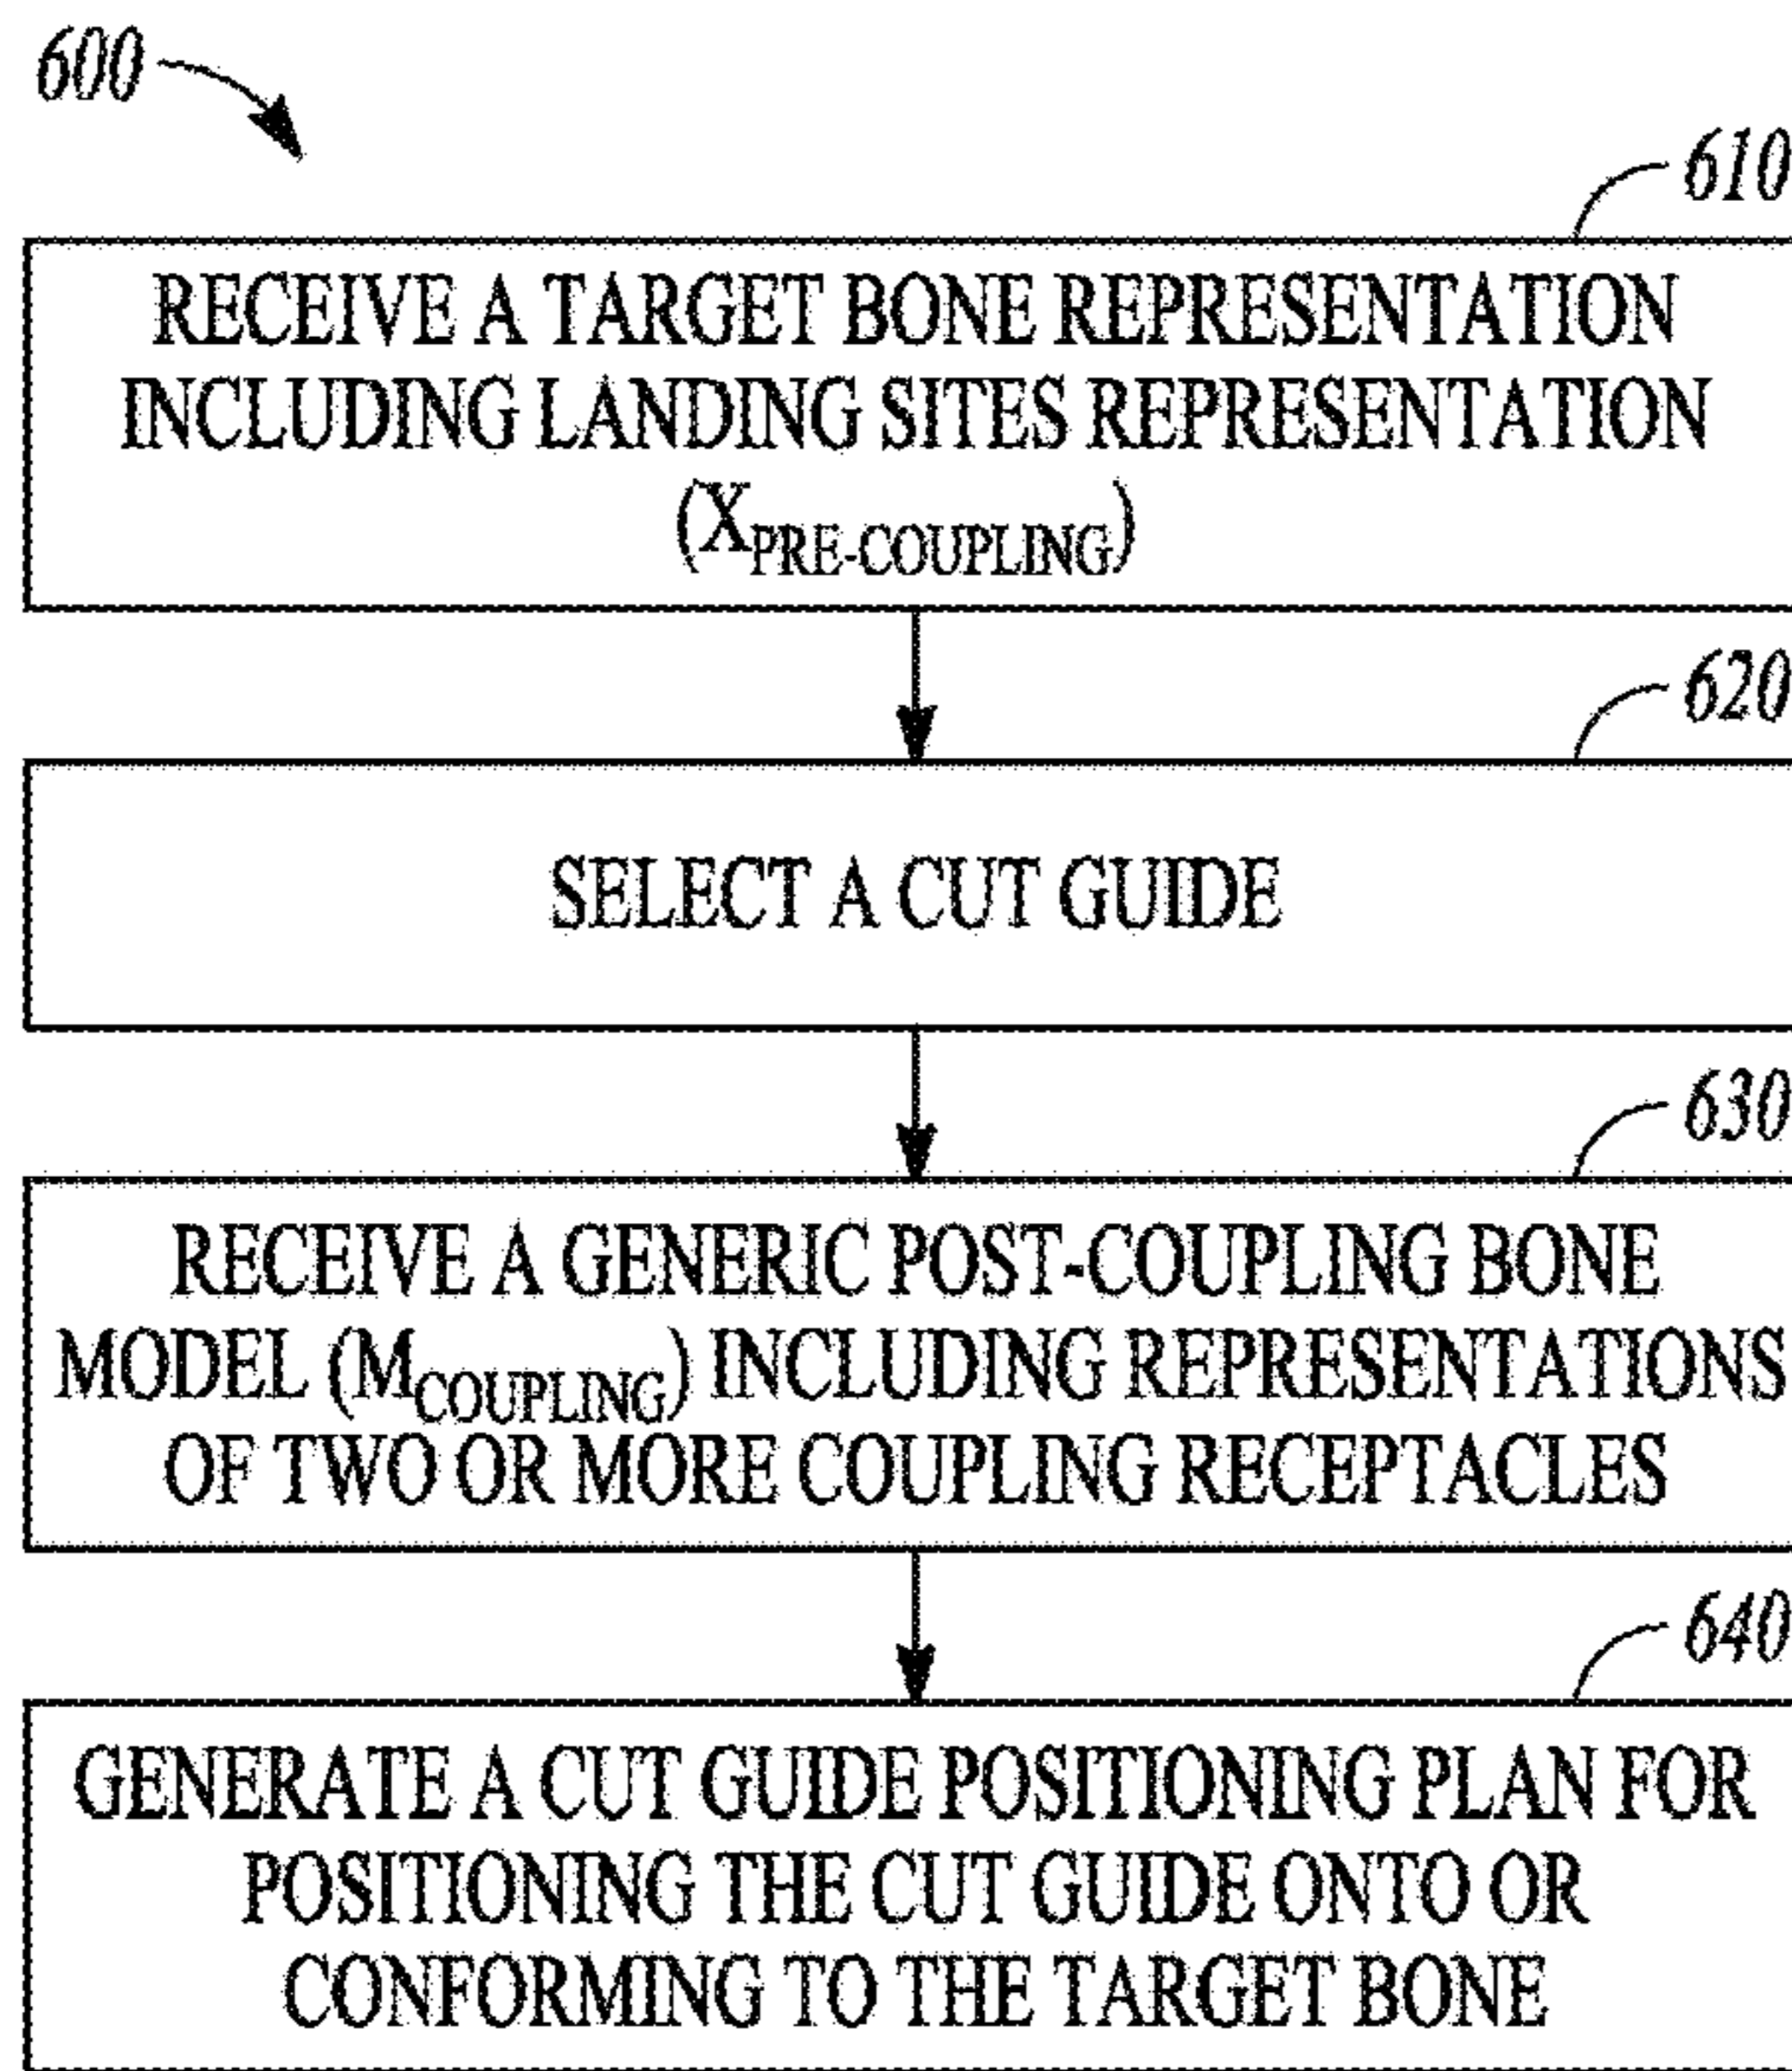 600
610
RECEIVE A TARGET BONE REPRESENTATION
INCLUDING LANDING SITES REPRESENTATION
(X_PRE-COUPLING)
620
SELECT A CUT GUIDE
630
RECEIVE A GENERIC POST-COUPLING BONE
MODEL (M_COUPLING) INCLUDING REPRESENTATIONS
OF TWO OR MORE COUPLING RECEPTACLES
640
GENERATE A CUT GUIDE POSITIONING PLAN FOR
POSITIONING THE CUT GUIDE ONTO OR
CONFORMING TO THE TARGET BONE